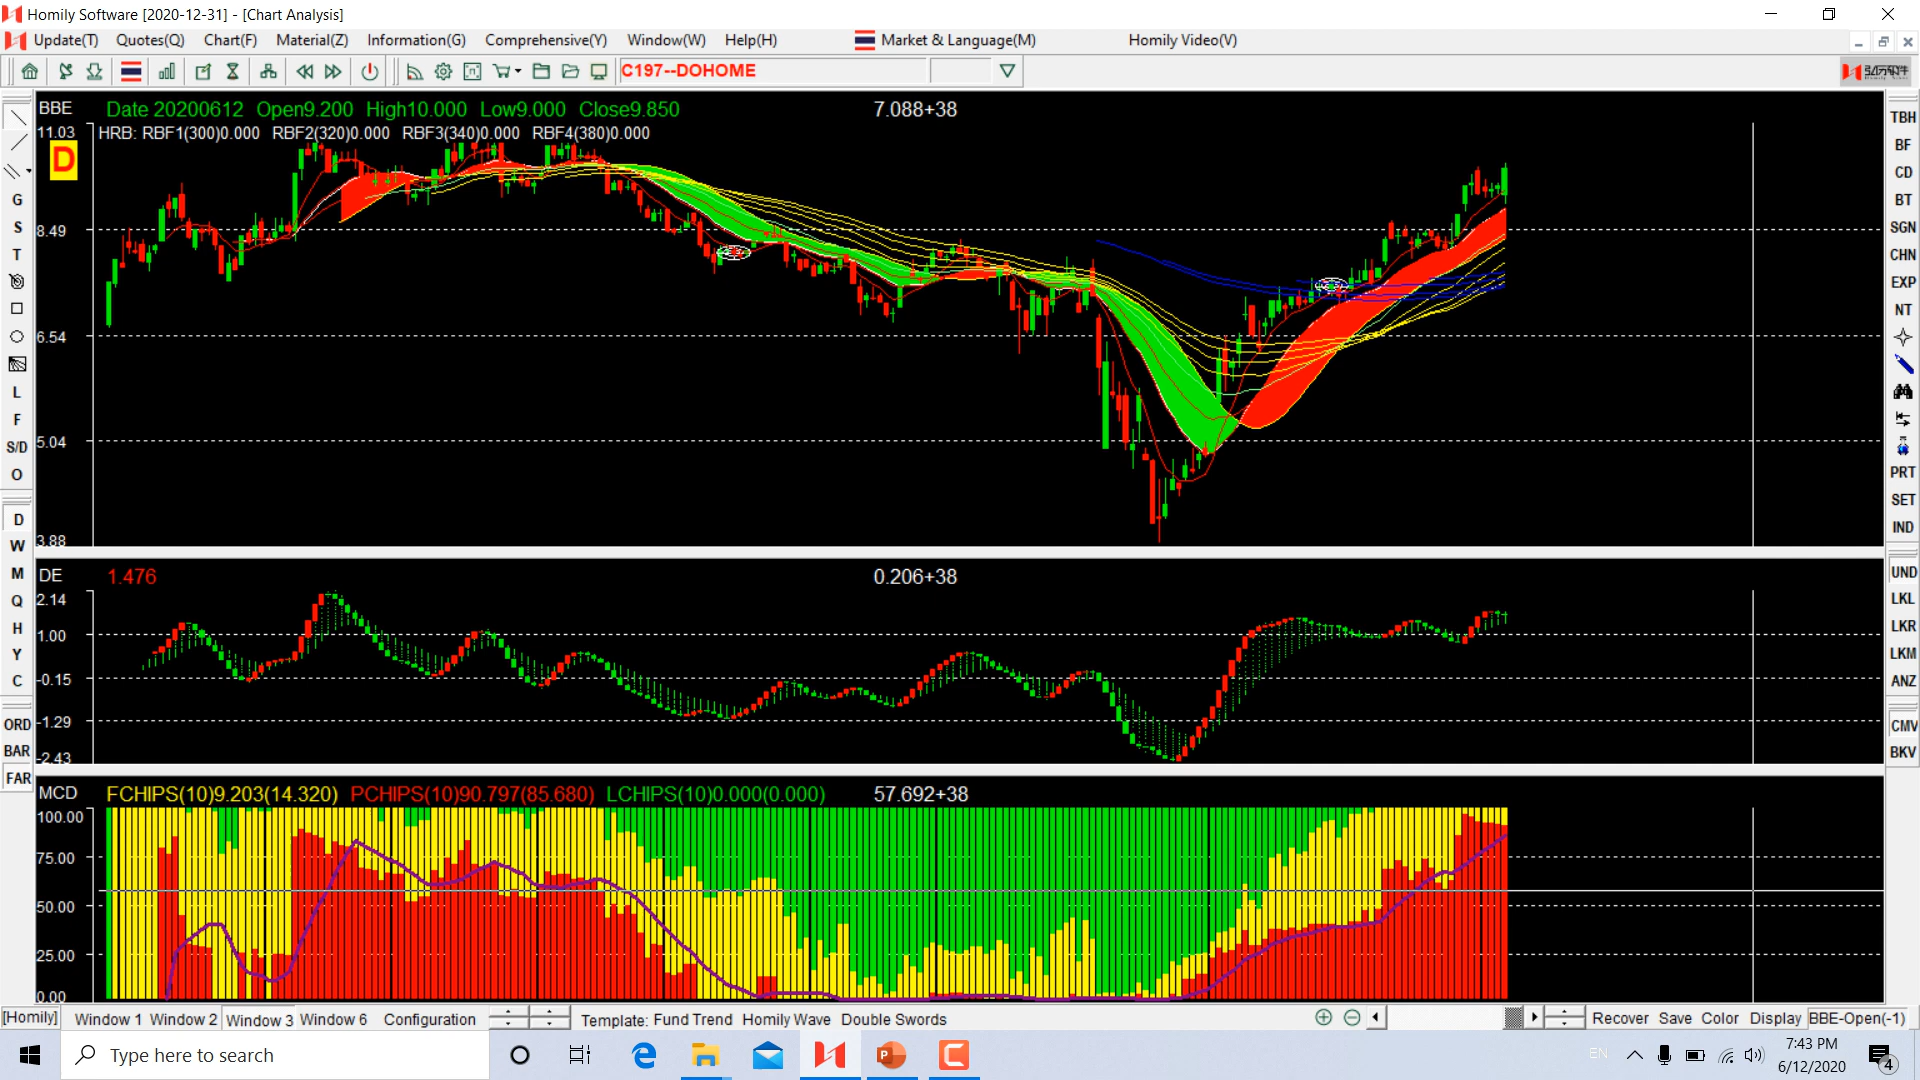 Homily Software [2020-12-31] - [Chart Analysis]
Update(T) Quotes(Q) Chart(F) Material(Z) Information(G) Comprehensive(Y) Window(W) Help(H) Market & Language(M) Homily Video(V)
C197--DOHOME
弘历软件
BBE Date 20200612 Open9.200 High10.000 Low9.000 Close9.850 7.088+38
11.03 HRB: RBF1(300)0.000 RBF2(320)0.000 RBF3(340)0.000 RBF4(380)0.000
D
8.49
6.54
5.04
3.88
DE 1.476 0.206+38
2.14
1.00
-0.15
-1.29
-2.43
MCD FCHIPS(10)9.203(14.320) PCHIPS(10)90.797(85.680) LCHIPS(10)0.000(0.000) 57.692+38
100.00
75.00
50.00
25.00
0.00
G
S
T
L
F
S/D
O
D
W
M
Q
H
Y
C
ORD
BAR
FAR
TBH
BF
CD
BT
SGN
CHN
EXP
NT
PRT
SET
IND
UND
LKL
LKR
LKM
ANZ
CMV
BKV
[Homily] Window 1 Window 2 Window 3 Window 6 Configuration Template: Fund Trend Homily Wave Double Swords Recover Save Color Display BBE-Open(-1)
Type here to search
EN
7:43 PM
6/12/2020
4